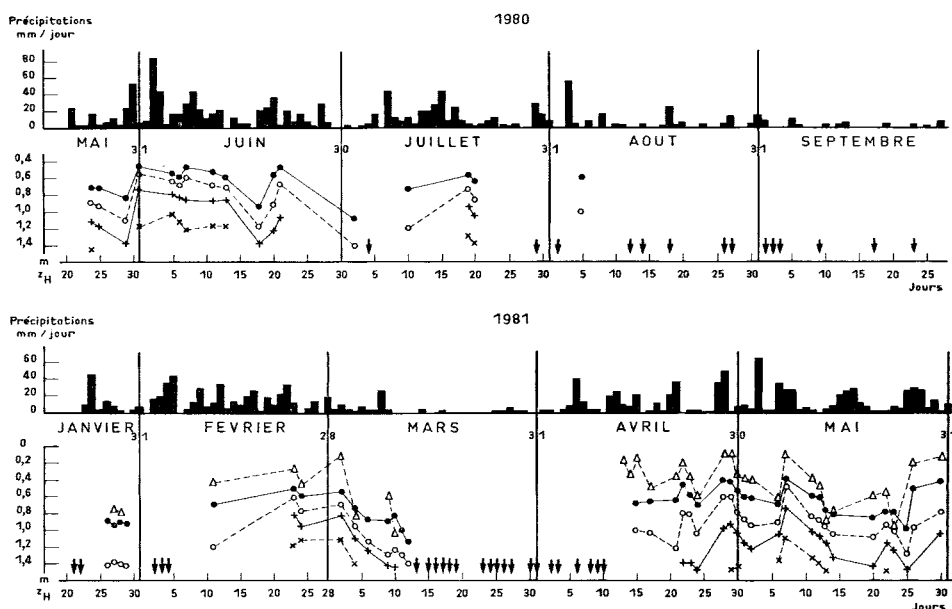 Précipitations
mm / jour
1980
80
60
40
20
0
MAI
31
JUIN
30
JUILLET
31
AOUT
31
SEPTEMBRE
0,4
0,6
0,8
1,0
1,2
1,4
m
zH
20 25 30 5 10 15 20 25 30 5 10 15 20 25 30 5 10 15 20 25 30 5 10 15 20 25
Jours
Précipitations
mm / jour
1981
60
40
20
0
JANVIER
31
FEVRIER
28
MARS
31
AVRIL
30
MAI
31
0
0,2
0,4
0,6
0,8
1,0
1,2
1,4
m
zH
20 25 30 5 10 15 20 25 28 5 10 15 20 25 30 5 10 15 20 25 30 5 10 15 20 25 30
Jours